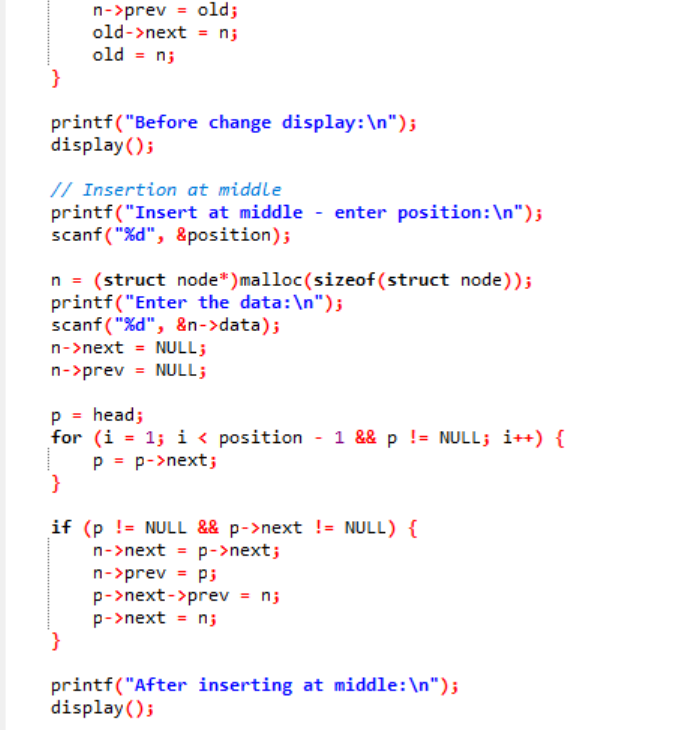 n->prev = old;
old->next = n;
old = n;
}
printf("Before change display:\n");
display();
// Insertion at middle
printf("Insert at middle - enter position:\n");
scanf("%d", &position);
n = (struct node*)malloc(sizeof(struct node));
printf("Enter the data:\n");
scanf("%d", &n->data);
n->next = NULL;
n->prev = NULL;
p = head;
for (i = 1; i < position - 1 && p != NULL; i++) {
p = p->next;
}
if (p != NULL && p->next != NULL) {
n->next = p->next;
n->prev = p;
p->next->prev = n;
p->next = n;
}
printf("After inserting at middle:\n");
display();